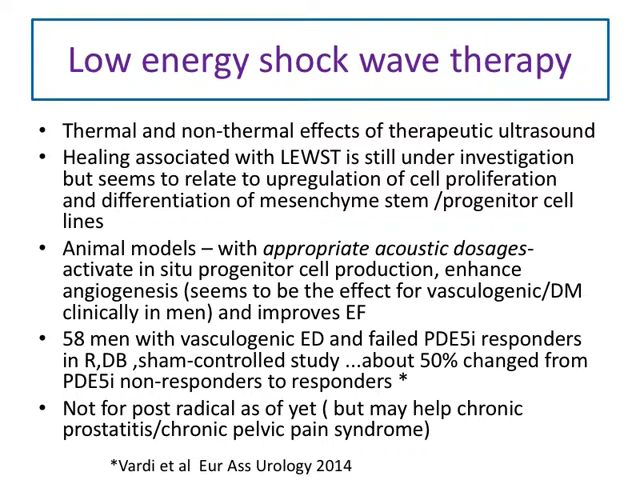 Low energy shock wave therapy
• Thermal and non-thermal effects of therapeutic ultrasound
• Healing associated with LEWST is still under investigation
but seems to relate to upregulation of cell proliferation
and differentiation of mesenchyme stem /progenitor cell
lines
• Animal models – with appropriate acoustic dosages-
activate in situ progenitor cell production, enhance
angiogenesis (seems to be the effect for vasculogenic/DM
clinically in men) and improves EF
• 58 men with vasculogenic ED and failed PDE5i responders
in R,DB ,sham-controlled study ...about 50% changed from
PDE5i non-responders to responders *
• Not for post radical as of yet ( but may help chronic
prostatitis/chronic pelvic pain syndrome)
*Vardi et al  Eur Ass Urology 2014